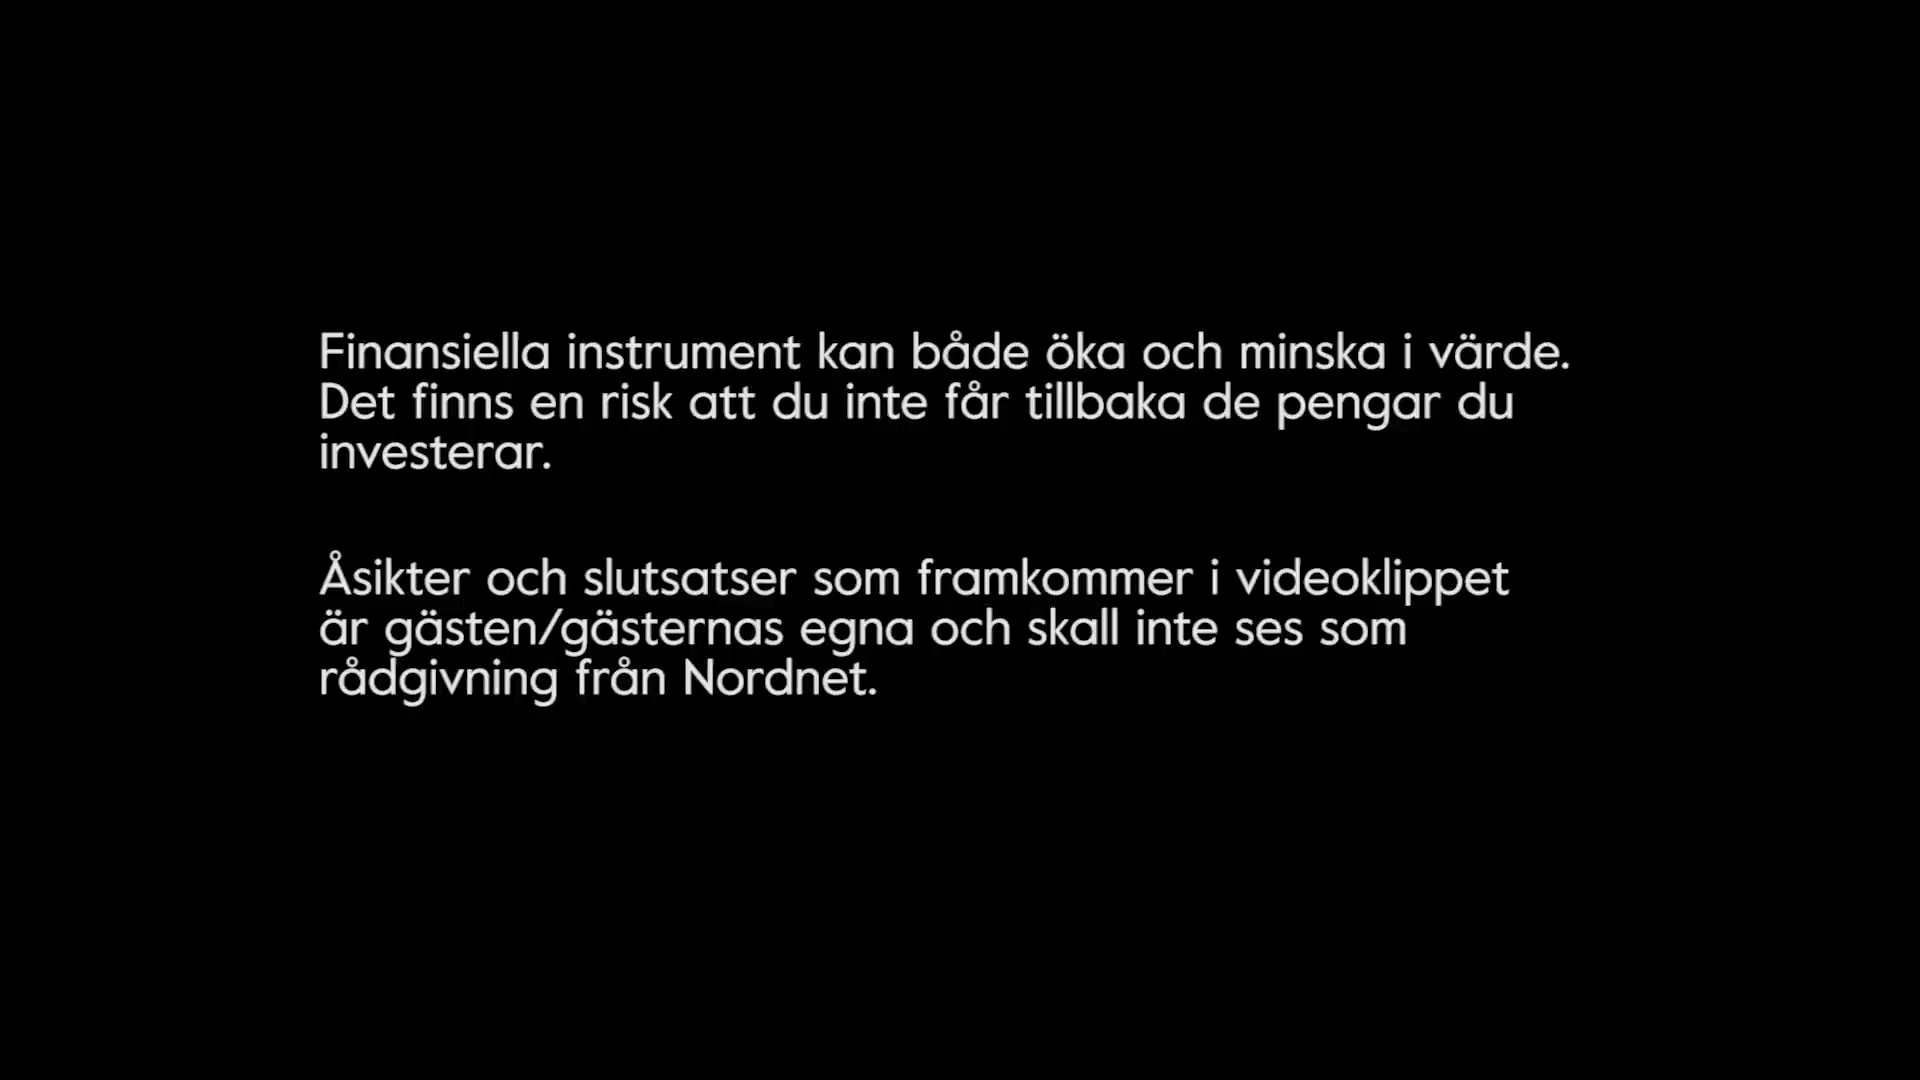 Finansiella instrument kan både öka och minska i värde.
Det finns en risk att du inte får tillbaka de pengar du
investerar.
Åsikter och slutsatser som framkommer i videoklippet
är gästen/gästernas egna och skall inte ses som
rådgivning från Nordnet.